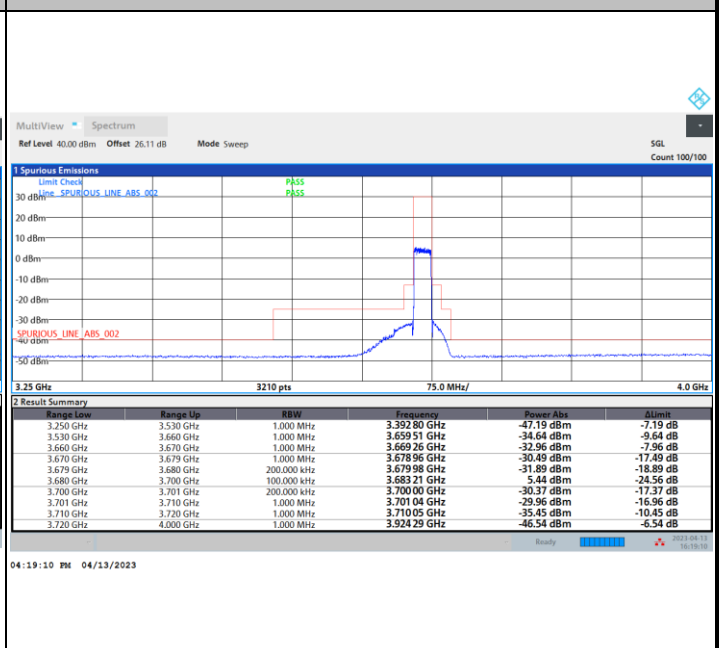 MultiView Spectrum
Ref Level 40.00 dBm Offset 26.11 dB Mode Sweep SGL
Count 100/100
1 Spurious Emissions
Limit Check PASS
Line SPURIOUS_LINE_ABS_002 PASS
30 dBm
20 dBm
10 dBm
0 dBm
-10 dBm
-20 dBm
-30 dBm
SPURIOUS_LINE_ABS_002
-40 dBm
-50 dBm
3.25 GHz 3210 pts 75.0 MHz/ 4.0 GHz
2 Result Summary
Range Low Range Up RBW Frequency Power Abs ΔLimit
3.250 GHz 3.530 GHz 1.000 MHz 3.392 80 GHz -47.19 dBm -7.19 dB
3.530 GHz 3.660 GHz 1.000 MHz 3.659 51 GHz -34.64 dBm -9.64 dB
3.660 GHz 3.670 GHz 1.000 MHz 3.669 26 GHz -32.96 dBm -7.96 dB
3.670 GHz 3.679 GHz 1.000 MHz 3.678 96 GHz -30.49 dBm -17.49 dB
3.679 GHz 3.680 GHz 200.000 kHz 3.679 98 GHz -31.89 dBm -18.89 dB
3.680 GHz 3.700 GHz 100.000 kHz 3.683 21 GHz 5.44 dBm -24.56 dB
3.700 GHz 3.701 GHz 200.000 kHz 3.700 00 GHz -30.37 dBm -17.37 dB
3.701 GHz 3.710 GHz 1.000 MHz 3.701 04 GHz -29.96 dBm -16.96 dB
3.710 GHz 3.720 GHz 1.000 MHz 3.710 05 GHz -35.45 dBm -10.45 dB
3.720 GHz 4.000 GHz 1.000 MHz 3.924 29 GHz -46.54 dBm -6.54 dB
Ready 2023-04-13
16:19:10
04:19:10 PM 04/13/2023